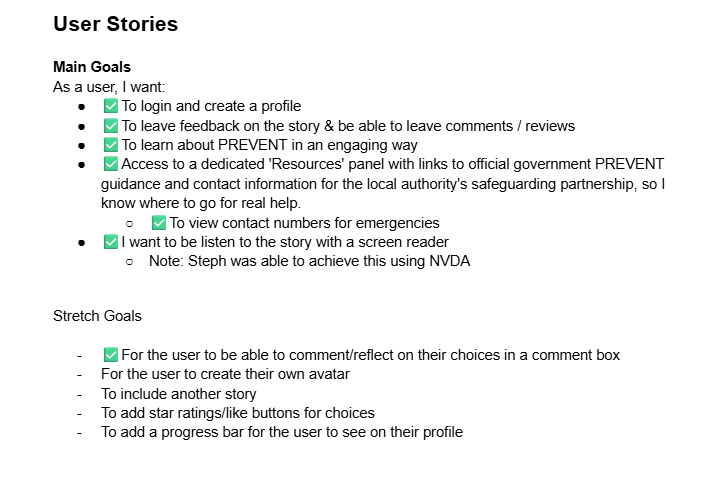 User Stories
Main Goals
As a user, I want:
● ✅ To login and create a profile
● ✅ To leave feedback on the story & be able to leave comments / reviews
● ✅ To learn about PREVENT in an engaging way
● ✅ Access to a dedicated 'Resources' panel with links to official government PREVENT
guidance and contact information for the local authority's safeguarding partnership, so I
know where to go for real help.
○ ✅ To view contact numbers for emergencies
● ✅ I want to be listen to the story with a screen reader
○ Note: Steph was able to achieve this using NVDA
Stretch Goals
- ✅ For the user to be able to comment/reflect on their choices in a comment box
- For the user to create their own avatar
- To include another story
- To add star ratings/like buttons for choices
- To add a progress bar for the user to see on their profile